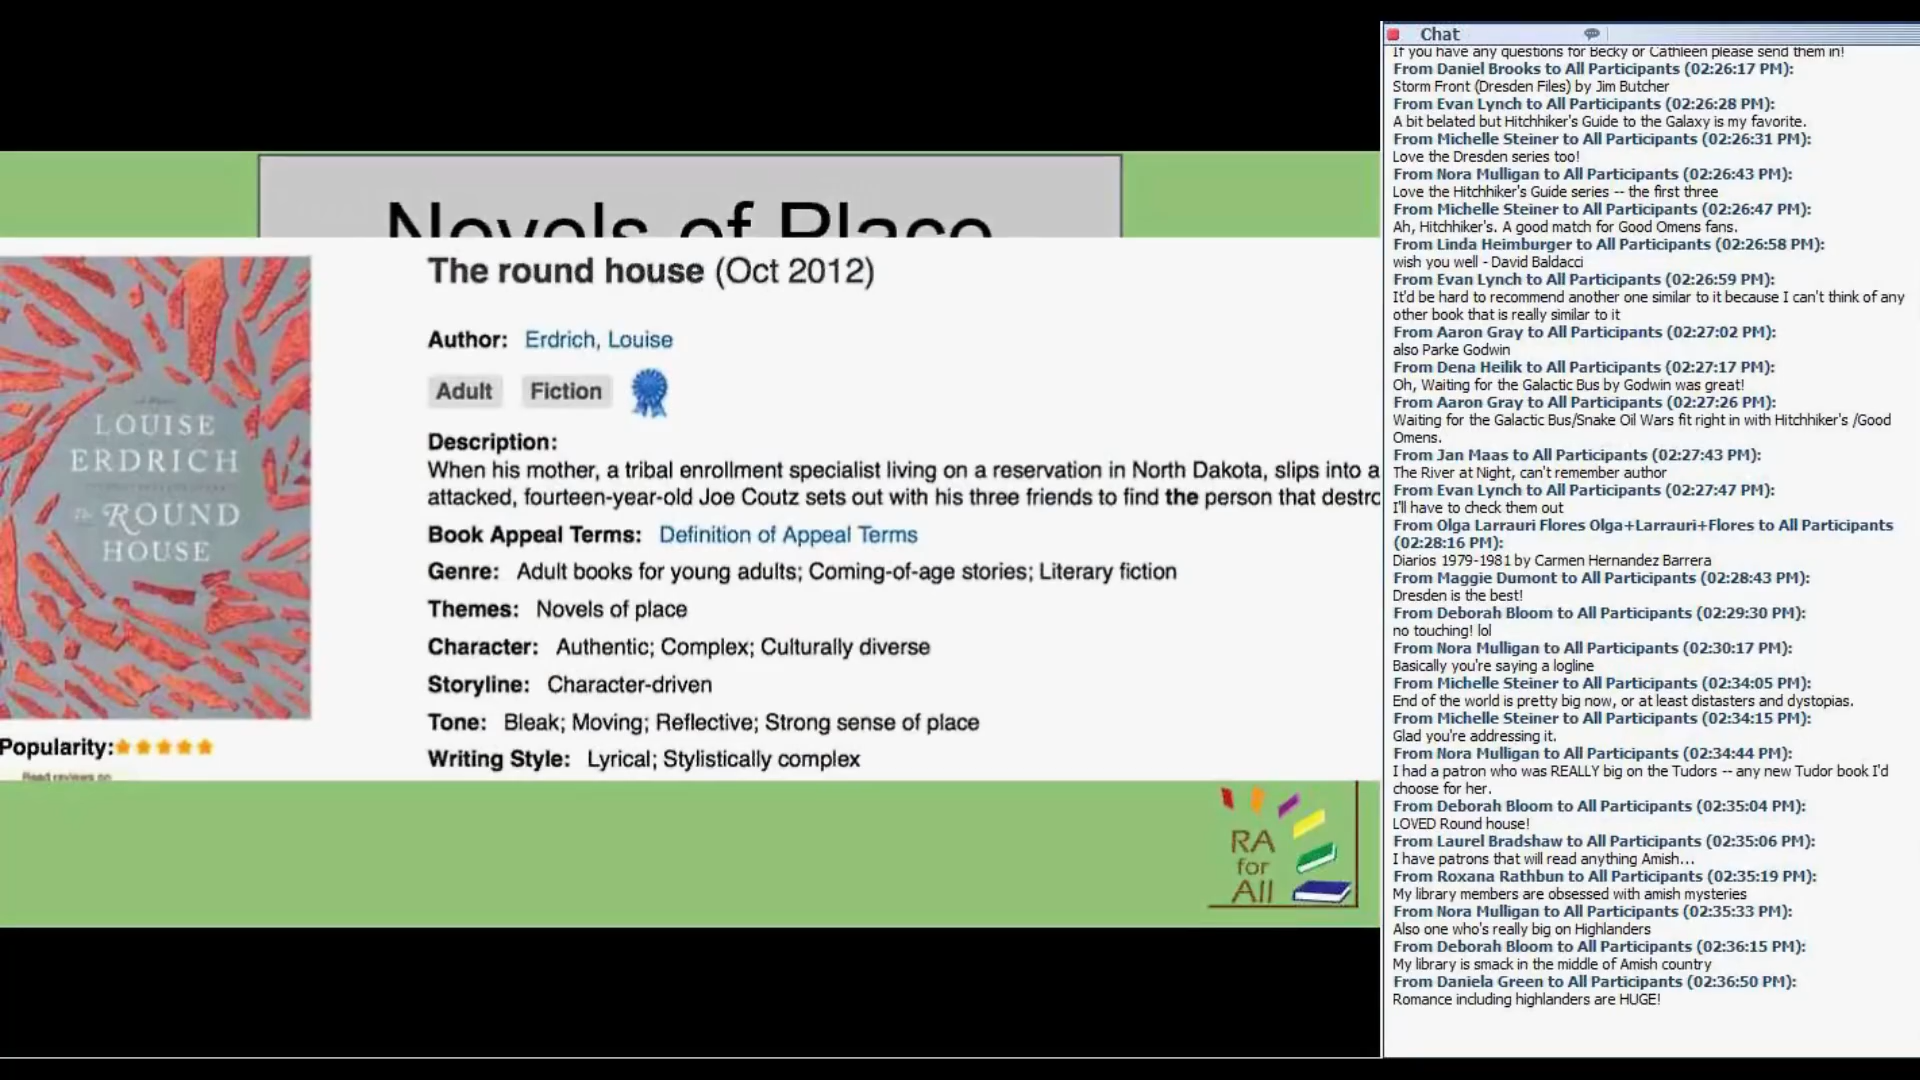 Novels of Place
The round house (Oct 2012)
Author: Erdrich, Louise
Adult Fiction
Description:
When his mother, a tribal enrollment specialist living on a reservation in North Dakota, slips into a
attacked, fourteen-year-old Joe Coutz sets out with his three friends to find the person that destro
Book Appeal Terms: Definition of Appeal Terms
Genre: Adult books for young adults; Coming-of-age stories; Literary fiction
Themes: Novels of place
Character: Authentic; Complex; Culturally diverse
Storyline: Character-driven
Tone: Bleak; Moving; Reflective; Strong sense of place
Writing Style: Lyrical; Stylistically complex
LOUISE
ERDRICH
The ROUND
HOUSE
Popularity:
Read reviews on
RA
for
All
Chat
If you have any questions for Becky or Cathleen please send them in!
From Daniel Brooks to All Participants (02:26:17 PM):
Storm Front (Dresden Files) by Jim Butcher
From Evan Lynch to All Participants (02:26:28 PM):
A bit belated but Hitchhiker's Guide to the Galaxy is my favorite.
From Michelle Steiner to All Participants (02:26:31 PM):
Love the Dresden series too!
From Nora Mulligan to All Participants (02:26:43 PM):
Love the Hitchhiker's Guide series -- the first three
From Michelle Steiner to All Participants (02:26:47 PM):
Ah, Hitchhiker's. A good match for Good Omens fans.
From Linda Heimburger to All Participants (02:26:58 PM):
wish you well - David Baldacci
From Evan Lynch to All Participants (02:26:59 PM):
It'd be hard to recommend another one similar to it because I can't think of any
other book that is really similar to it
From Aaron Gray to All Participants (02:27:02 PM):
also Parke Godwin
From Dena Heilik to All Participants (02:27:17 PM):
Oh, Waiting for the Galactic Bus by Godwin was great!
From Aaron Gray to All Participants (02:27:26 PM):
Waiting for the Galactic Bus/Snake Oil Wars fit right in with Hitchhiker's /Good
Omens.
From Jan Maas to All Participants (02:27:43 PM):
The River at Night, can't remember author
From Evan Lynch to All Participants (02:27:47 PM):
I'll have to check them out
From Olga Larrauri Flores Olga+Larrauri+Flores to All Participants
(02:28:16 PM):
Diarios 1979-1981 by Carmen Hernandez Barrera
From Maggie Dumont to All Participants (02:28:43 PM):
Dresden is the best!
From Deborah Bloom to All Participants (02:29:30 PM):
no touching! lol
From Nora Mulligan to All Participants (02:30:17 PM):
Basically you're saying a logline
From Michelle Steiner to All Participants (02:34:05 PM):
End of the world is pretty big now, or at least distasters and dystopias.
From Michelle Steiner to All Participants (02:34:15 PM):
Glad you're addressing it.
From Nora Mulligan to All Participants (02:34:44 PM):
I had a patron who was REALLY big on the Tudors -- any new Tudor book I'd
choose for her.
From Deborah Bloom to All Participants (02:35:04 PM):
LOVED Round house!
From Laurel Bradshaw to All Participants (02:35:06 PM):
I have patrons that will read anything Amish...
From Roxana Rathbun to All Participants (02:35:19 PM):
My library members are obsessed with amish mysteries
From Nora Mulligan to All Participants (02:35:33 PM):
Also one who's really big on Highlanders
From Deborah Bloom to All Participants (02:36:15 PM):
My library is smack in the middle of Amish country
From Daniela Green to All Participants (02:36:50 PM):
Romance including highlanders are HUGE!